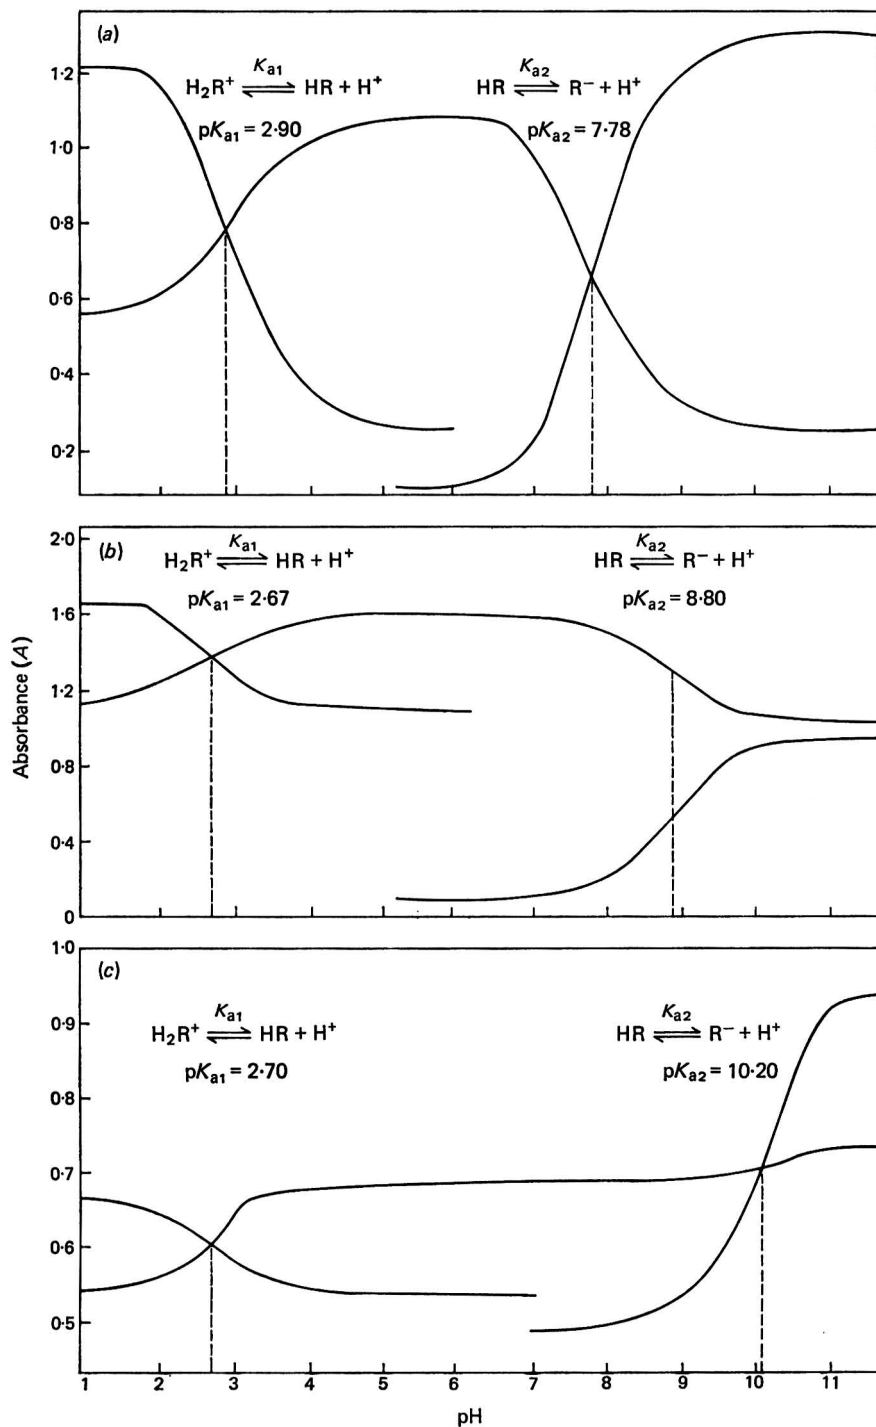 (a)
Kₐ₁ Kₐ₂
H₂R⁺ ⇌ HR + H⁺ HR ⇌ R⁻ + H⁺
pKₐ₁ = 2·90 pKₐ₂ = 7·78
1·2
1·0
0·8
0·6
0·4
0·2
(b)
Kₐ₁ Kₐ₂
H₂R⁺ ⇌ HR + H⁺ HR ⇌ R⁻ + H⁺
pKₐ₁ = 2·67 pKₐ₂ = 8·80
2·0
1·6
1·2
0·8
0·4
0
Absorbance (A)
(c)
Kₐ₁ Kₐ₂
H₂R⁺ ⇌ HR + H⁺ HR ⇌ R⁻ + H⁺
pKₐ₁ = 2·70 pKₐ₂ = 10·20
1·0
0·9
0·8
0·7
0·6
0·5
1 2 3 4 5 6 7 8 9 10 11
pH